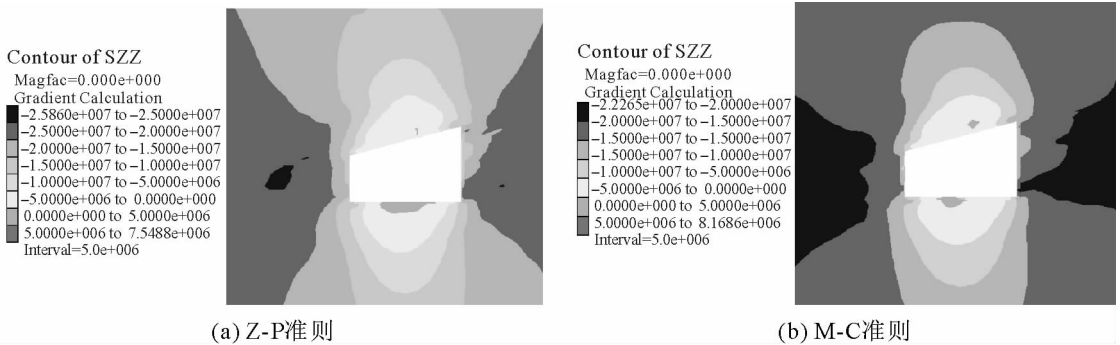 Contour of SZZ
Magfac=0.000e+000
Gradient Calculation
-2.5860e+007 to -2.5000e+007
-2.5000e+007 to -2.0000e+007
-2.0000e+007 to -1.5000e+007
-1.5000e+007 to -1.0000e+007
-1.0000e+007 to -5.0000e+006
-5.0000e+006 to 0.0000e+000
0.0000e+000 to 5.0000e+006
5.0000e+006 to 7.5488e+006
Interval=5.0e+006
(a) Z-P准则
Contour of SZZ
Magfac=0.000e+000
Gradient Calculation
-2.2265e+007 to -2.0000e+007
-2.0000e+007 to -1.5000e+007
-1.5000e+007 to -1.0000e+007
-1.0000e+007 to -5.0000e+006
-5.0000e+006 to 0.0000e+000
0.0000e+000 to 5.0000e+006
5.0000e+006 to 8.1686e+006
Interval=5.0e+006
(b) M-C准则